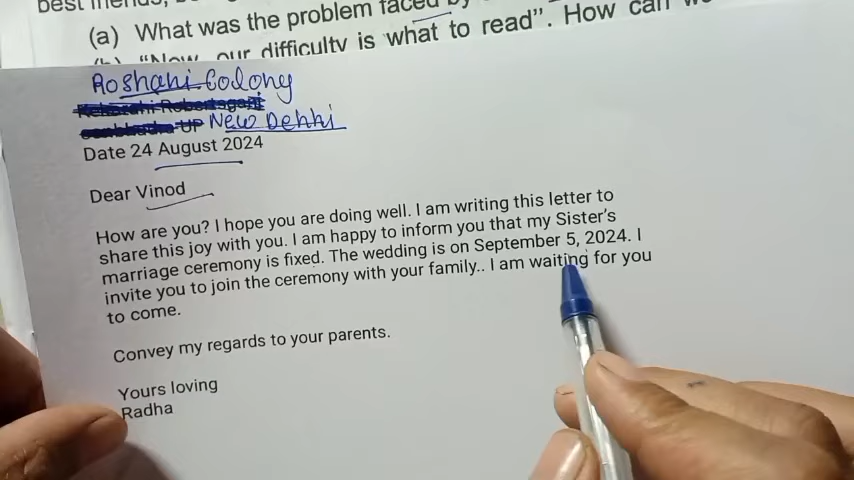 best friends,
(a) What was the problem faced by
(b) "Now, our difficulty is what to read". How can we
Roshani Colony
New Dehhi
Date 24 August 2024
Dear Vinod
How are you? I hope you are doing well. I am writing this letter to
share this joy with you. I am happy to inform you that my Sister's
marriage ceremony is fixed. The wedding is on September 5, 2024. I
invite you to join the ceremony with your family.. I am waiting for you
to come.
Convey my regards to your parents.
Yours loving
Radha